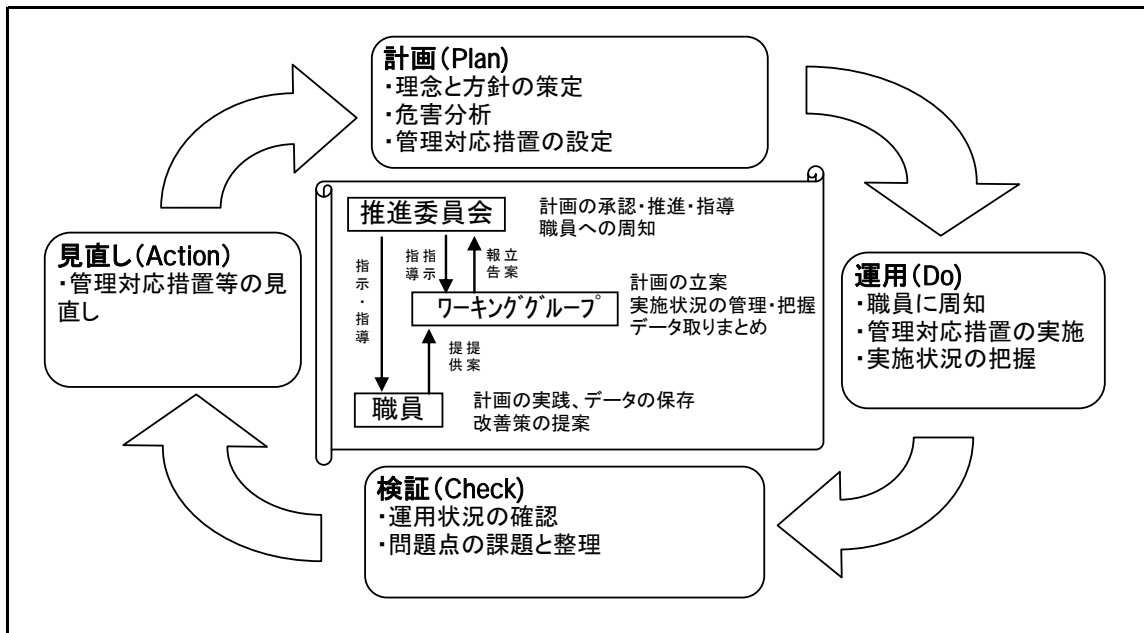 計画(Plan)
・理念と方針の策定
・危害分析
・管理対応措置の設定
運用(Do)
・職員に周知
・管理対応措置の実施
・実施状況の把握
検証(Check)
・運用状況の確認
・問題点の課題と整理
見直し(Action)
・管理対応措置等の見
直し
推進委員会
計画の承認・推進・指導
職員への周知
指示・指導
指示
指導
立案
報告
ワーキンググループ
計画の立案
実施状況の管理・把握
データ取りまとめ
提案
提供
職員
計画の実践、データの保存
改善策の提案